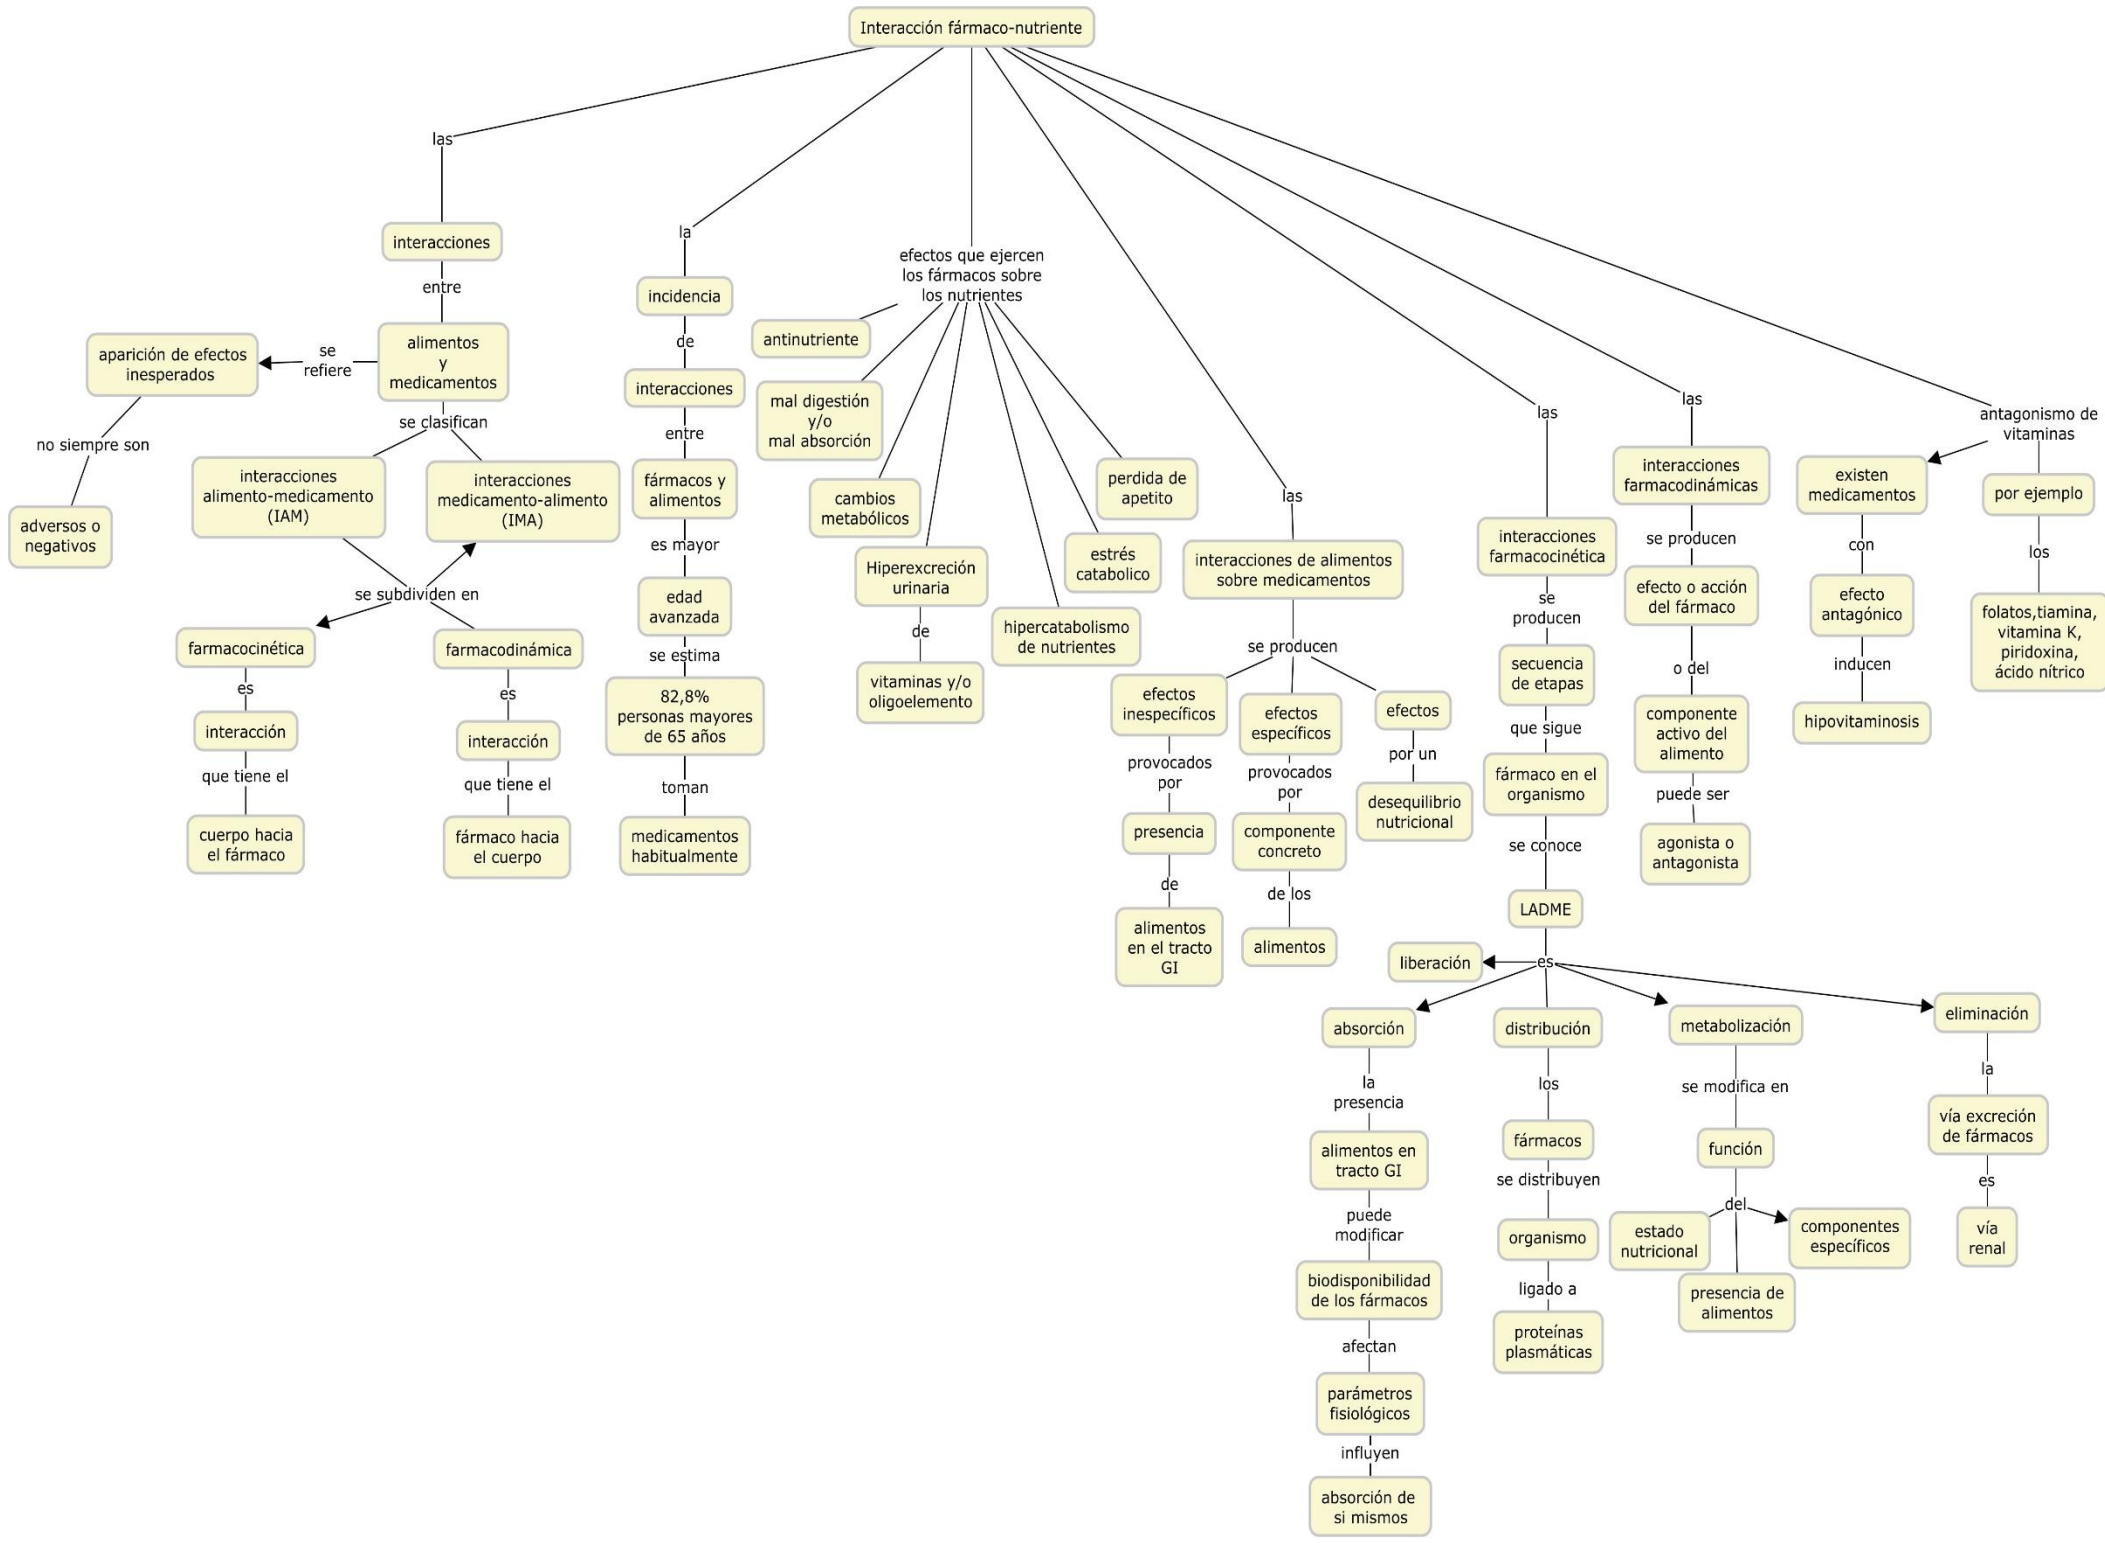 Interacción fármaco-nutriente
las
interacciones
entre
alimentos
y
medicamentos
se
refiere
aparición de efectos
inesperados
no siempre son
adversos o
negativos
se clasifican
interacciones
alimento-medicamento
(IAM)
interacciones
medicamento-alimento
(IMA)
se subdividen en
farmacocinética
es
interacción
que tiene el
cuerpo hacia
el fármaco
farmacodinámica
es
interacción
que tiene el
fármaco hacia
el cuerpo
la
incidencia
de
interacciones
entre
fármacos y
alimentos
es mayor
edad
avanzada
se estima
82,8%
personas mayores
de 65 años
toman
medicamentos
habitualmente
efectos que ejercen
los fármacos sobre
los nutrientes
antinutriente
mal digestión
y/o
mal absorción
cambios
metabólicos
Hiperexcreción
urinaria
de
vitaminas y/o
oligoelemento
hipercatabolismo
de nutrientes
estrés
catabolico
perdida de
apetito
las
interacciones de alimentos
sobre medicamentos
se producen
efectos
inespecíficos
provocados
por
presencia
de
alimentos
en el tracto
GI
efectos
específicos
provocados
por
componente
concreto
de los
alimentos
efectos
por un
desequilibrio
nutricional
las
interacciones
farmacocinética
se
producen
secuencia
de etapas
que sigue
fármaco en el
organismo
se conoce
LADME
es
liberación
absorción
la
presencia
alimentos en
tracto GI
puede
modificar
biodisponibilidad
de los fármacos
afectan
parámetros
fisiológicos
influyen
absorción de
si mismos
distribución
los
fármacos
se distribuyen
organismo
ligado a
proteínas
plasmáticas
metabolización
se modifica en
función
del
estado
nutricional
presencia de
alimentos
componentes
específicos
eliminación
la
vía excreción
de fármacos
es
vía
renal
las
interacciones
farmacodinámicas
se producen
efecto o acción
del fármaco
o del
componente
activo del
alimento
puede ser
agonista o
antagonista
antagonismo de
vitaminas
existen
medicamentos
con
efecto
antagónico
inducen
hipovitaminosis
por ejemplo
los
folatos,tiamina,
vitamina K,
piridoxina,
ácido nítrico